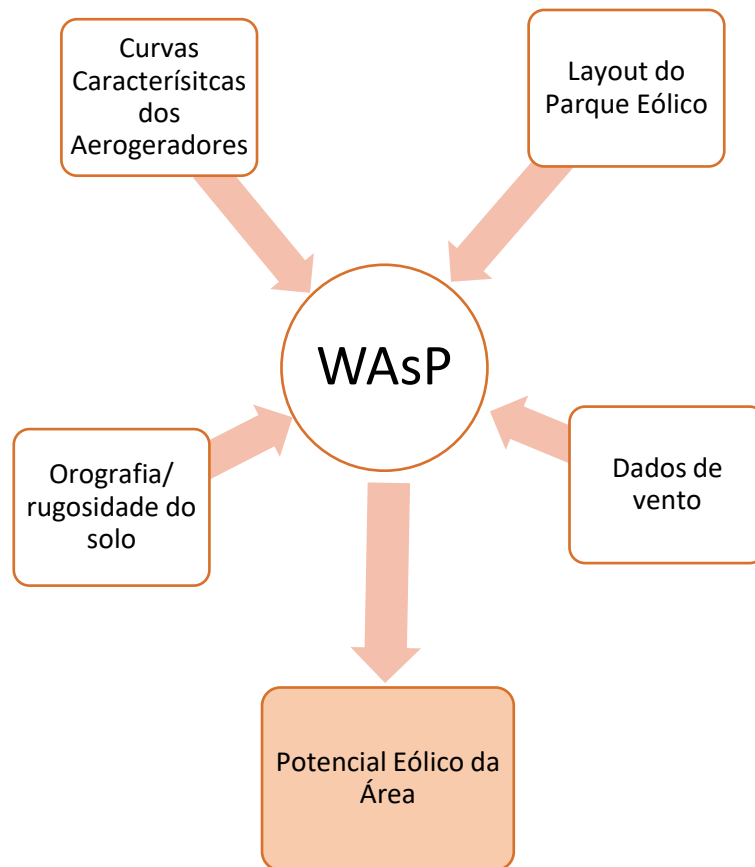 Curvas
Caracterísitcas
dos
Aerogeradores
Layout do
Parque Eólico
WAsP
Orografia/
rugosidade do
solo
Dados de
vento
Potencial Eólico da
Área